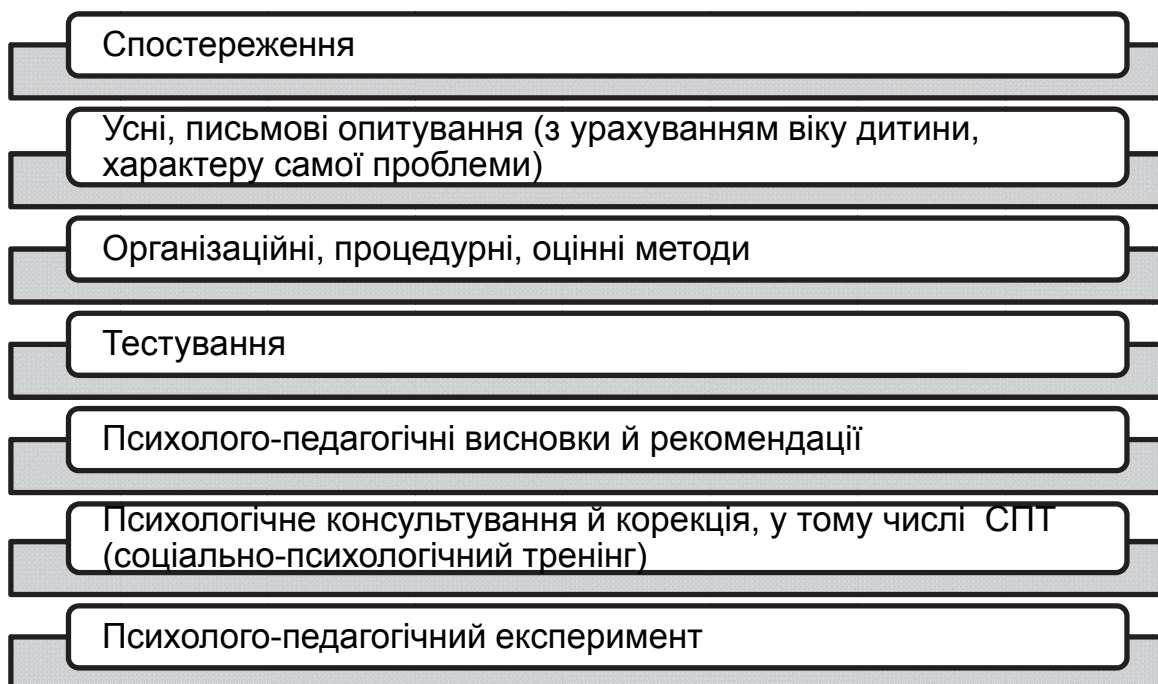 Спостереження
Усні, письмові опитування (з урахуванням віку дитини,
характеру самої проблеми)
Організаційні, процедурні, оцінні методи
Тестування
Психолого-педагогічні висновки й рекомендації
Психологічне консультування й корекція, у тому числі СПТ
(соціально-психологічний тренінг)
Психолого-педагогічний експеримент